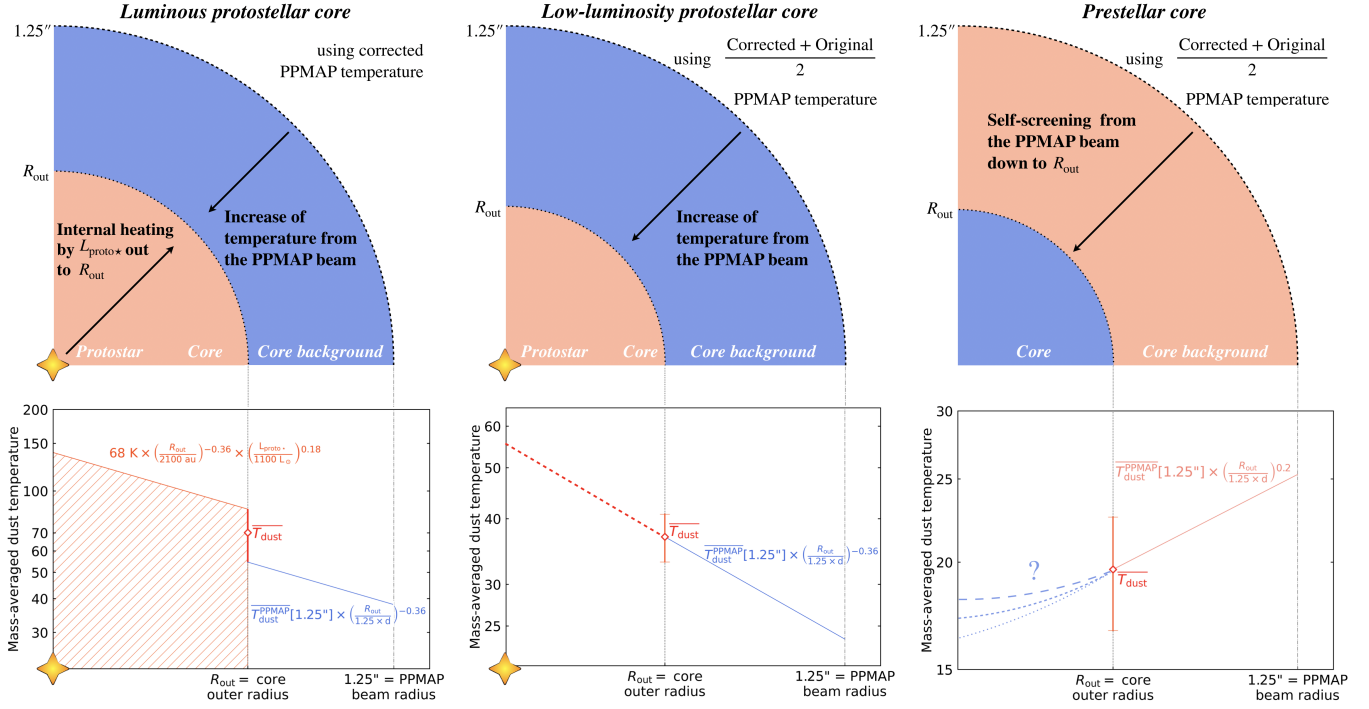 Luminous protostellar core
1.25″
using corrected
PPMAP temperature
R_out
Internal heating
by L_proto⋆ out
to R_out
Increase of
temperature from
the PPMAP beam
Protostar
Core
Core background
Low-luminosity protostellar core
using (Corrected + Original)/2
PPMAP temperature
R_out
Increase of
temperature from
the PPMAP beam
Protostar
Core
Core background
Prestellar core
1.25″
using (Corrected + Original)/2
PPMAP temperature
Self-screening from
the PPMAP beam
down to R_out
R_out
Core
Core background
Mass-averaged dust temperature
200
150
100
70
60
50
40
30
68 K × (R_out/2100 au)^−0.36 × (L_proto⋆/1100 L_⊙)^0.18
T_dust
T_dust^PPMAP[1.25"] × (R_out/1.25 × d)^−0.36
R_out = core
outer radius
1.25" = PPMAP
beam radius
Mass-averaged dust temperature
60
50
40
30
25
T_dust
T_dust^PPMAP[1.25"] × (R_out/1.25 × d)^−0.36
R_out = core
outer radius
1.25" = PPMAP
beam radius
Mass-averaged dust temperature
30
25
20
15
T_dust^PPMAP[1.25"] × (R_out/1.25 × d)^0.2
?
T_dust
R_out = core
outer radius
1.25" = PPMAP
beam radius